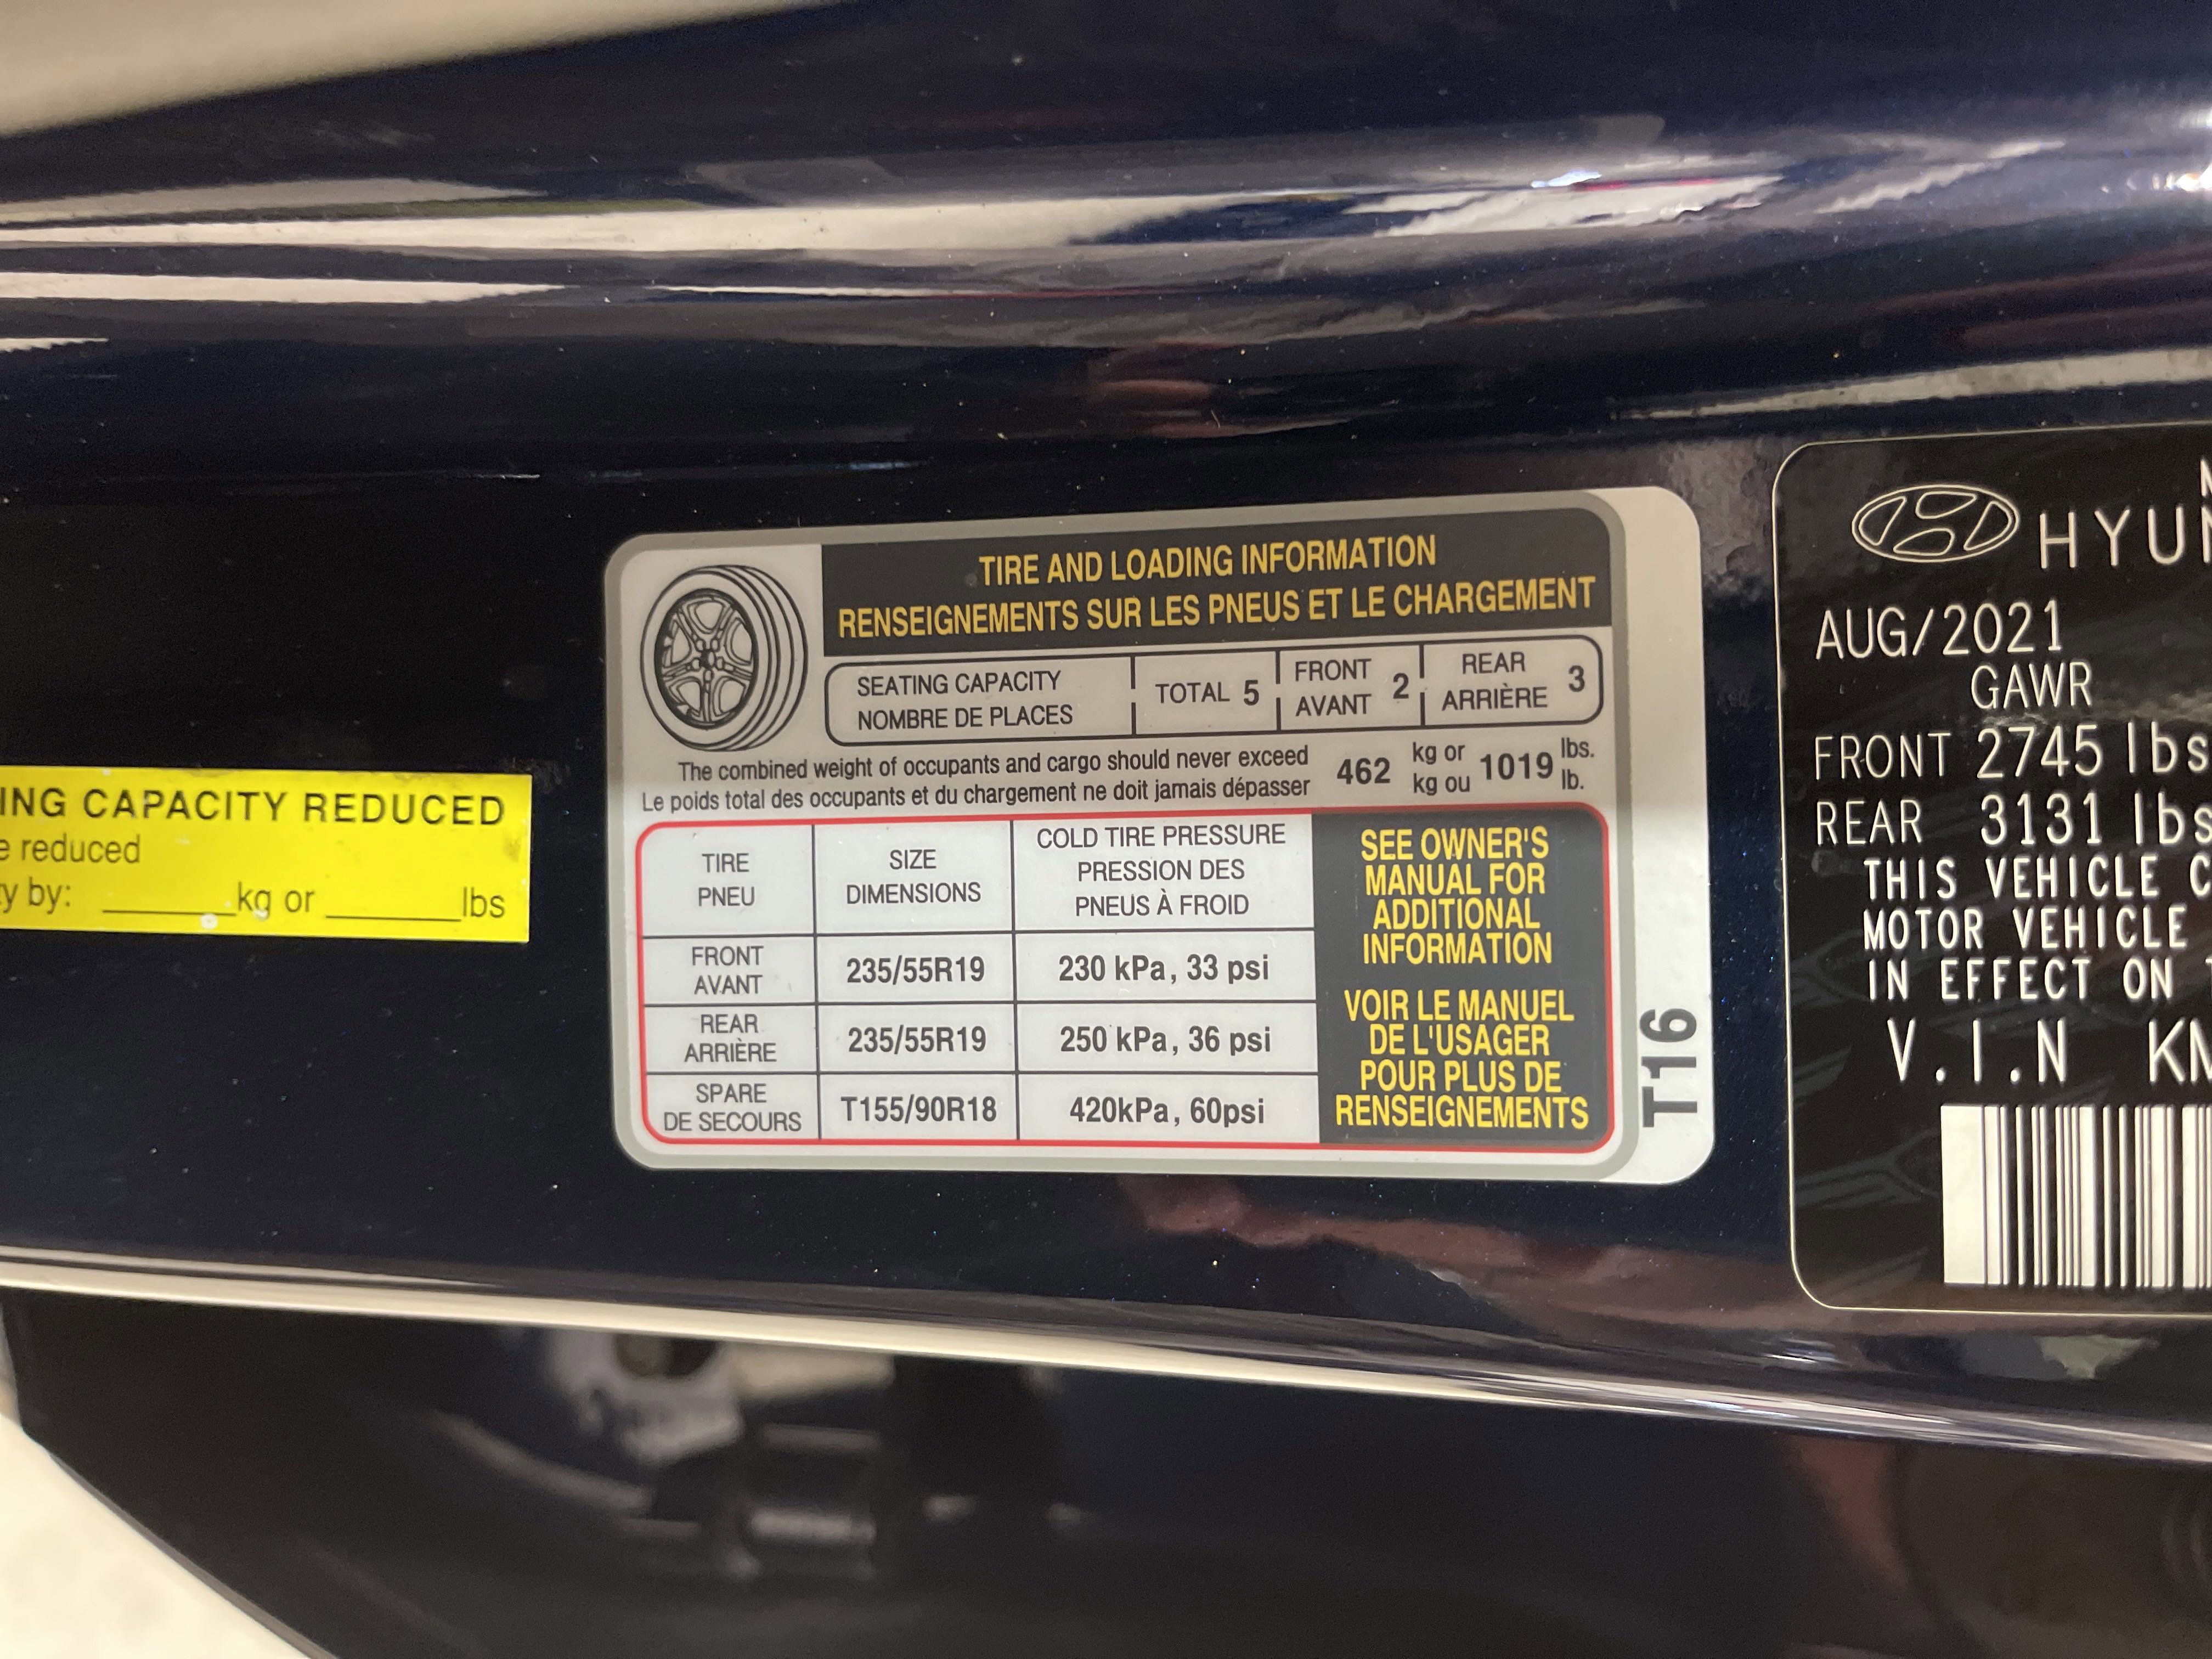 TIRE AND LOADING INFORMATION
RENSEIGNEMENTS SUR LES PNEUS ET LE CHARGEMENT
SEATING CAPACITY
NOMBRE DE PLACES
TOTAL 5
FRONT
AVANT 2
REAR
ARRIÈRE 3
The combined weight of occupants and cargo should never exceed
Le poids total des occupants et du chargement ne doit jamais dépasser
462 kg or 1019 lbs.
kg ou lb.
TIRE
PNEU
SIZE
DIMENSIONS
COLD TIRE PRESSURE
PRESSION DES
PNEUS À FROID
FRONT
AVANT
235/55R19
230 kPa, 33 psi
REAR
ARRIÈRE
235/55R19
250 kPa, 36 psi
SPARE
DE SECOURS
T155/90R18
420kPa, 60psi
SEE OWNER'S
MANUAL FOR
ADDITIONAL
INFORMATION
VOIR LE MANUEL
DE L'USAGER
POUR PLUS DE
RENSEIGNEMENTS
T16
ING CAPACITY REDUCED
e reduced
y by: ______kg or ______lbs
HYUN
AUG/2021
GAWR
FRONT 2745 lbs
REAR 3131 lbs
THIS VEHICLE C
MOTOR VEHICLE
IN EFFECT ON
V.I.N KM